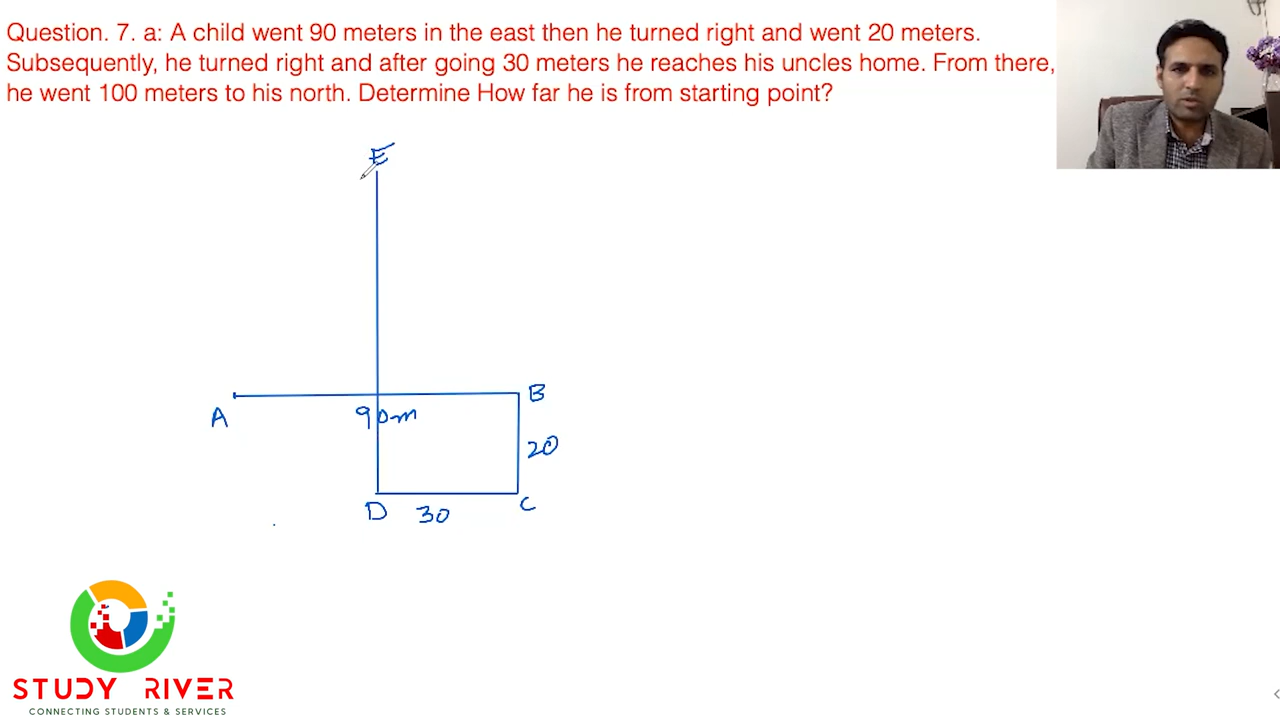 Question. 7. a: A child went 90 meters in the east then he turned right and went 20 meters.
Subsequently, he turned right and after going 30 meters he reaches his uncles home. From there,
he went 100 meters to his north. Determine How far he is from starting point?
E
A
B
90m
20
D
30
C
STUDY RIVER
CONNECTING STUDENTS & SERVICES